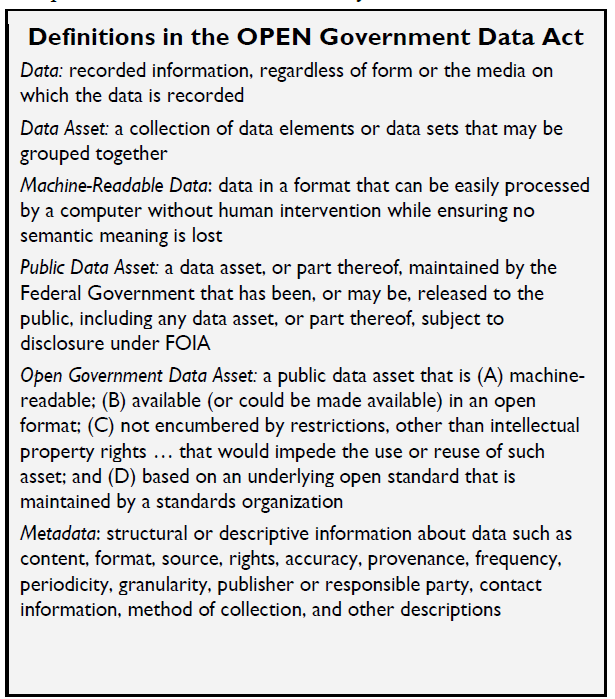 Definitions in the OPEN Government Data Act
Data: recorded information, regardless of form or the media on
which the data is recorded
Data Asset: a collection of data elements or data sets that may be
grouped together
Machine-Readable Data: data in a format that can be easily processed
by a computer without human intervention while ensuring no
semantic meaning is lost
Public Data Asset: a data asset, or part thereof, maintained by the
Federal Government that has been, or may be, released to the
public, including any data asset, or part thereof, subject to
disclosure under FOIA
Open Government Data Asset: a public data asset that is (A) machine-
readable; (B) available (or could be made available) in an open
format; (C) not encumbered by restrictions, other than intellectual
property rights … that would impede the use or reuse of such
asset; and (D) based on an underlying open standard that is
maintained by a standards organization
Metadata: structural or descriptive information about data such as
content, format, source, rights, accuracy, provenance, frequency,
periodicity, granularity, publisher or responsible party, contact
information, method of collection, and other descriptions